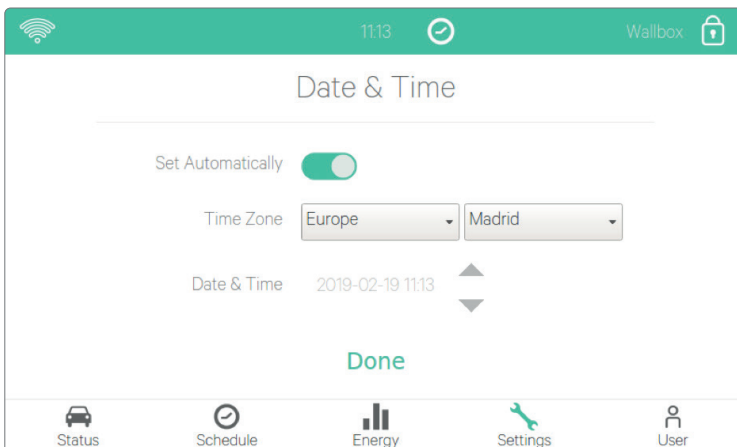 11:13 Wallbox
Date & Time
Set Automatically
Time Zone Europe Madrid
Date & Time 2019-02-19 11:13
Done
Status Schedule Energy Settings User